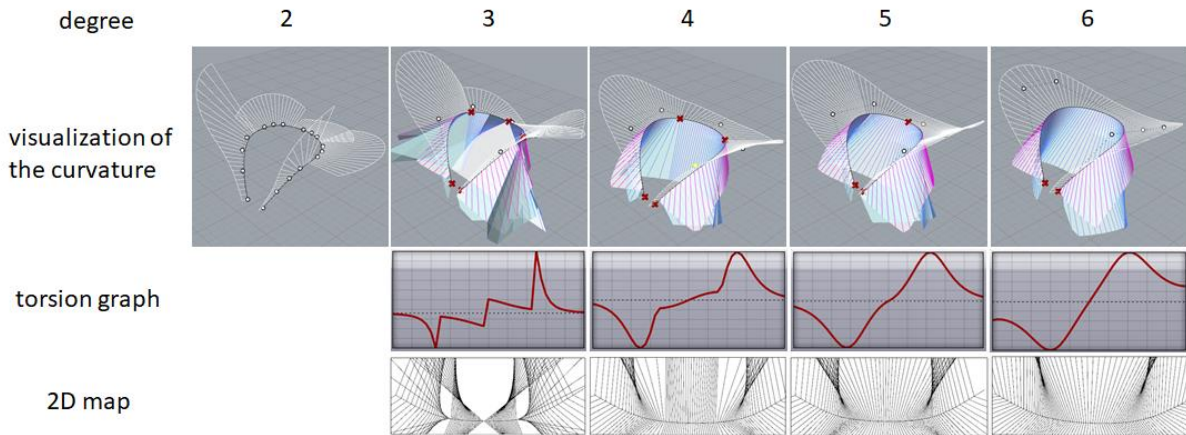 degree 2 3 4 5 6
visualization of
the curvature
torsion graph
2D map